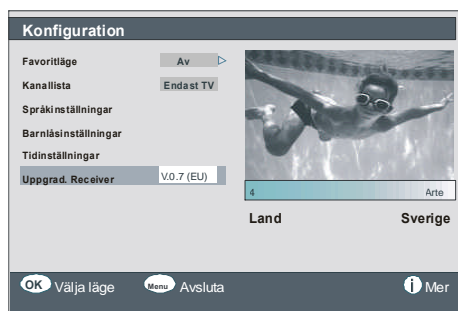 Konfiguration
Favoritläge Av
Kanallista Endast TV
Språkinställningar
Barnlåsinställningar
Tidinställningar
Uppgrad. Receiver V.0.7 (EU)
4 Arte
Land Sverige
OK Välja läge Menu Avsluta i Mer